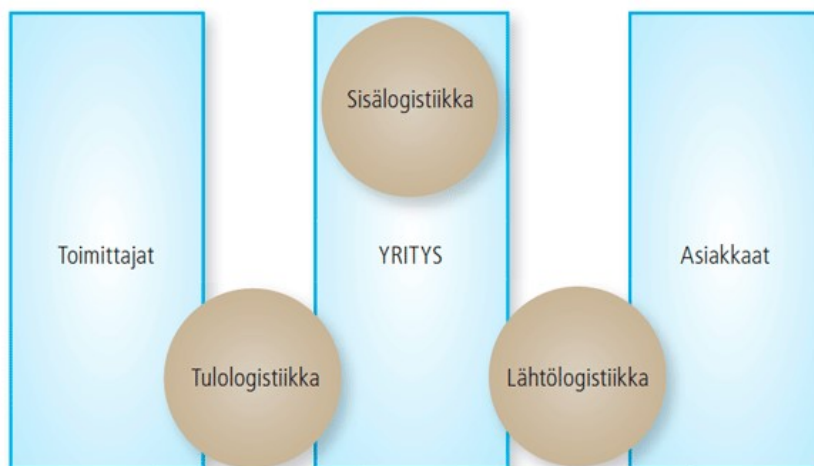 Sisälogistiikka
Toimittajat
YRITYS
Asiakkaat
Tulologistiikka
Lähtölogistiikka